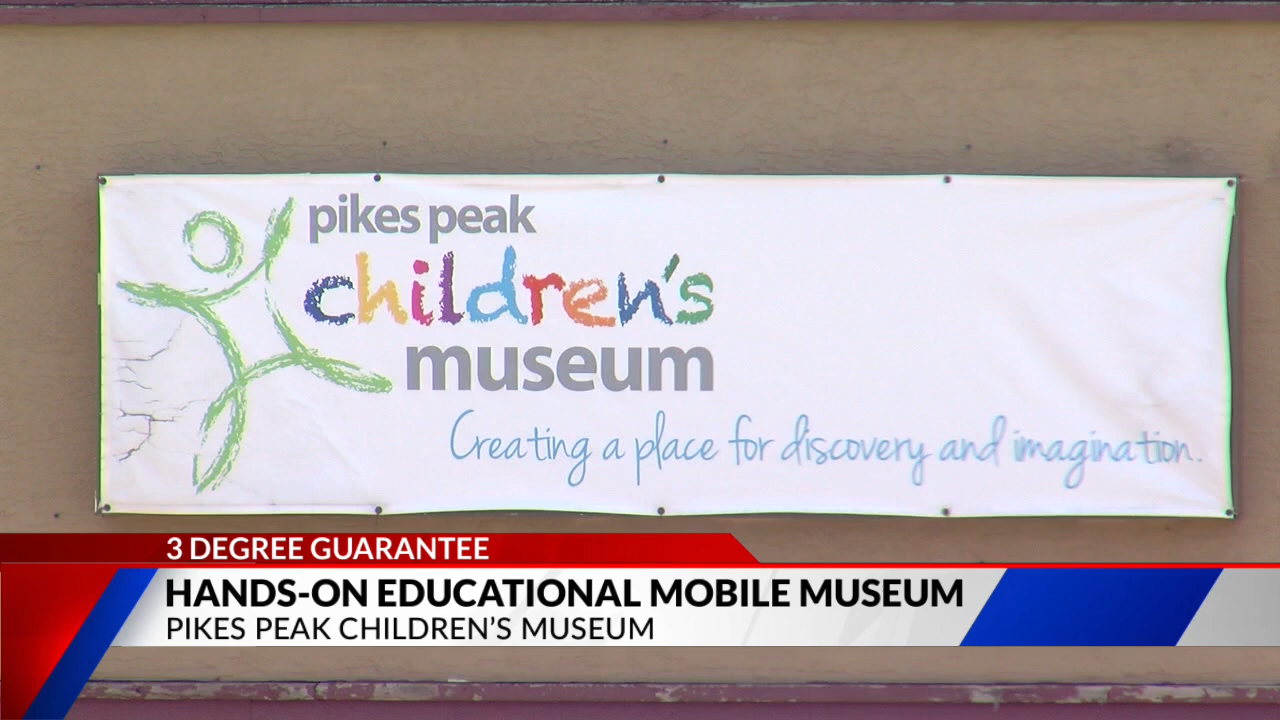 pikes peak
children's
museum
Creating a place for discovery and imagination.
3 DEGREE GUARANTEE
HANDS-ON EDUCATIONAL MOBILE MUSEUM
PIKES PEAK CHILDREN'S MUSEUM